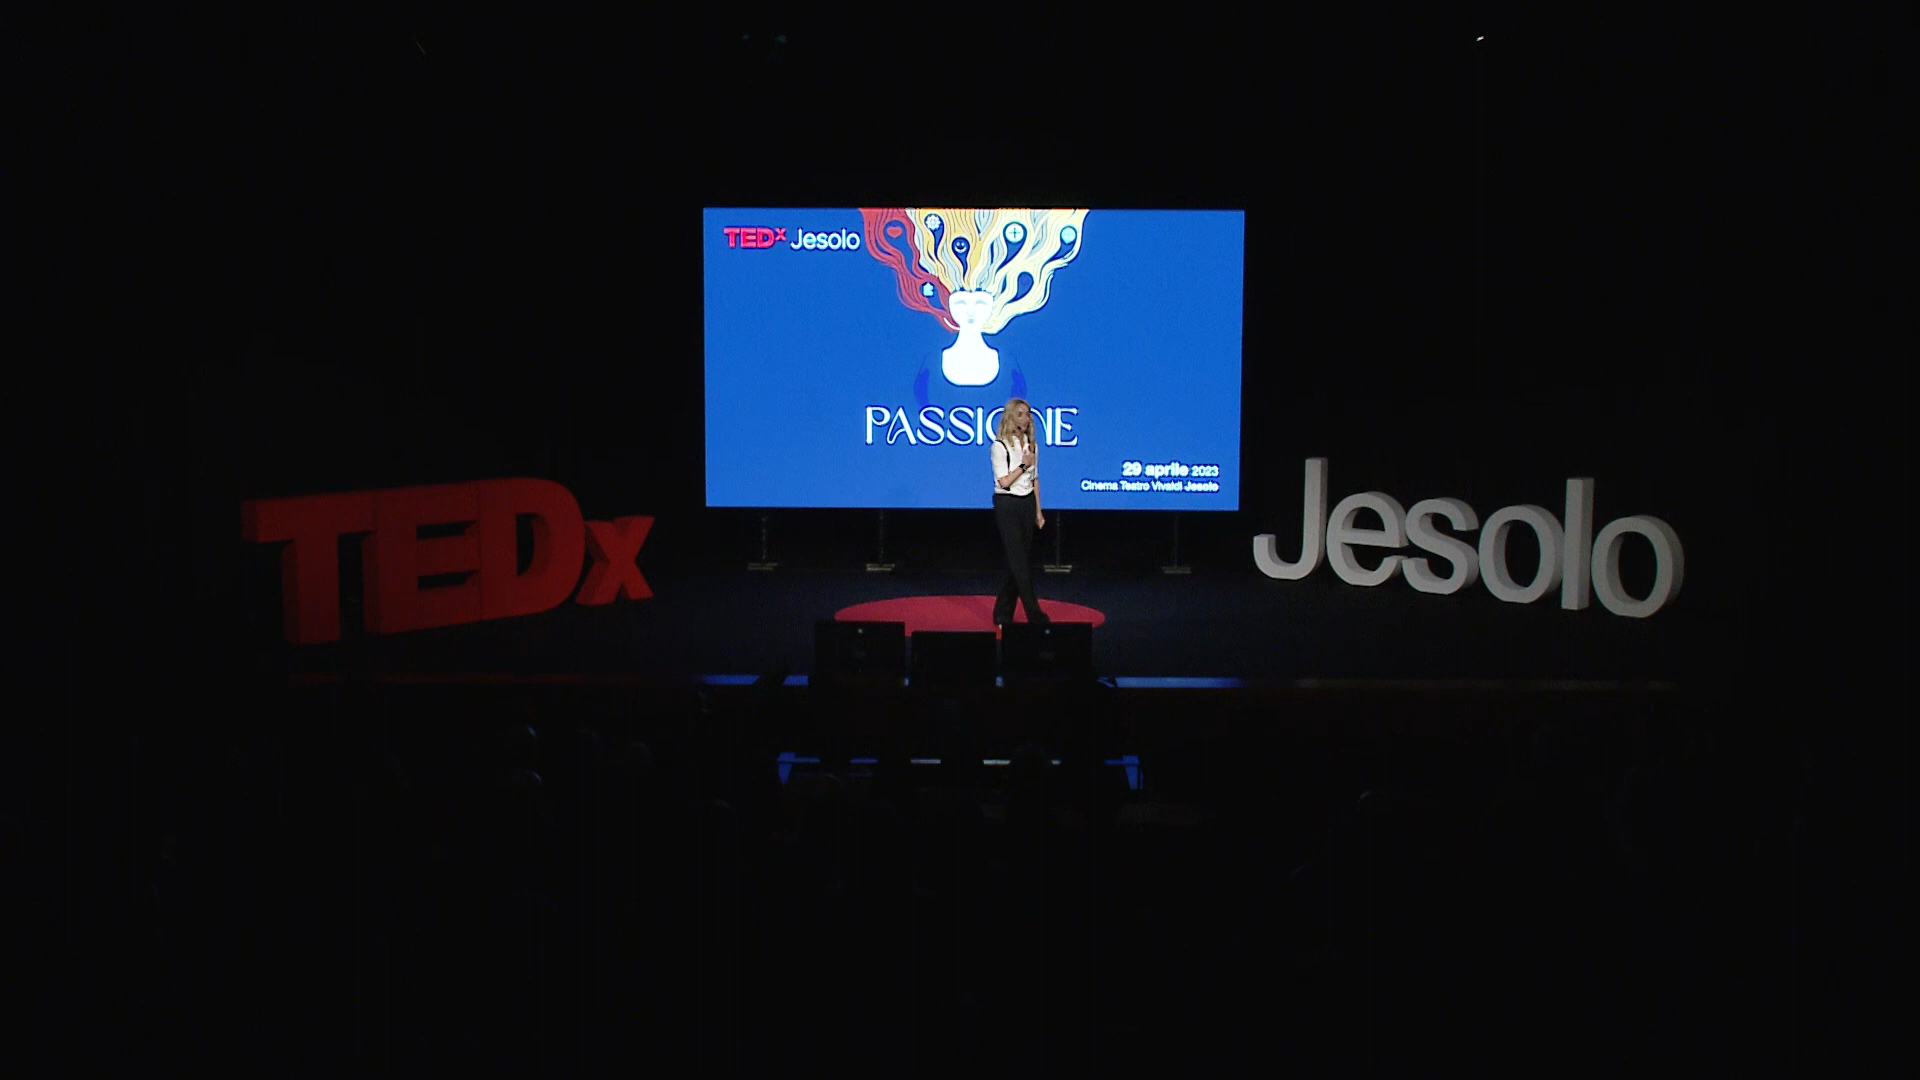 TEDx Jesolo
PASSIONE
29 aprile 2023
Cinema Teatro Vivaldi Jesolo
TEDx
Jesolo